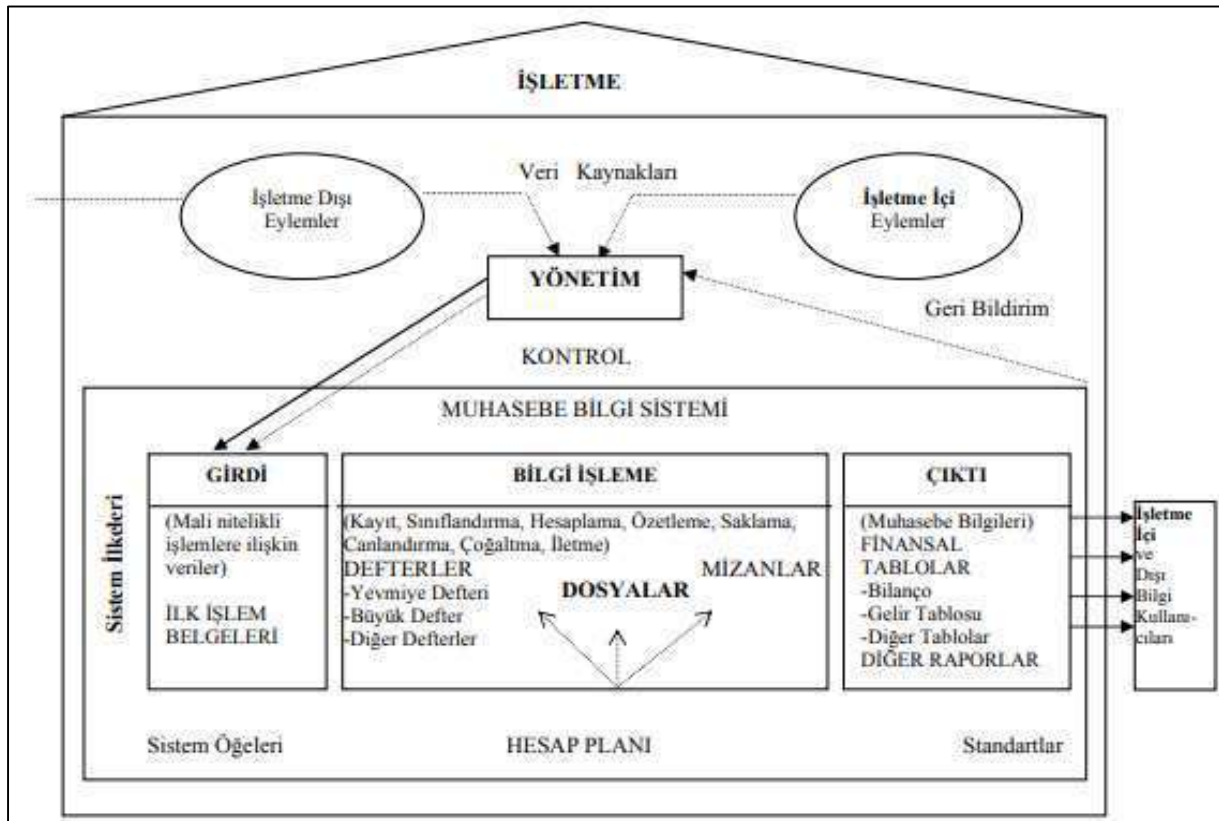 İŞLETME
Veri Kaynakları
İşletme Dışı
Eylemler
İşletme İçi
Eylemler
YÖNETİM
Geri Bildirim
KONTROL
MUHASEBE BİLGİ SİSTEMİ
Sistem İlkeleri
GİRDİ
(Mali nitelikli
işlemlere ilişkin
veriler)
İLK İŞLEM
BELGELERİ
BİLGİ İŞLEME
(Kayıt, Sınıflandırma, Hesaplama, Özetleme, Saklama,
Canlandırma, Çoğaltma, İletme)
DEFTERLER
MİZANLAR
-Yevmiye Defteri
DOSYALAR
-Büyük Defter
-Diğer Defterler
ÇIKTI
(Muhasebe Bilgileri)
FİNANSAL
TABLOLAR
-Bilanço
-Gelir Tablosu
-Diğer Tablolar
DİĞER RAPORLAR
İşletme
İçi
ve
Dışı
Bilgi
Kullanı-
cıları
Sistem Öğeleri
HESAP PLANI
Standartlar